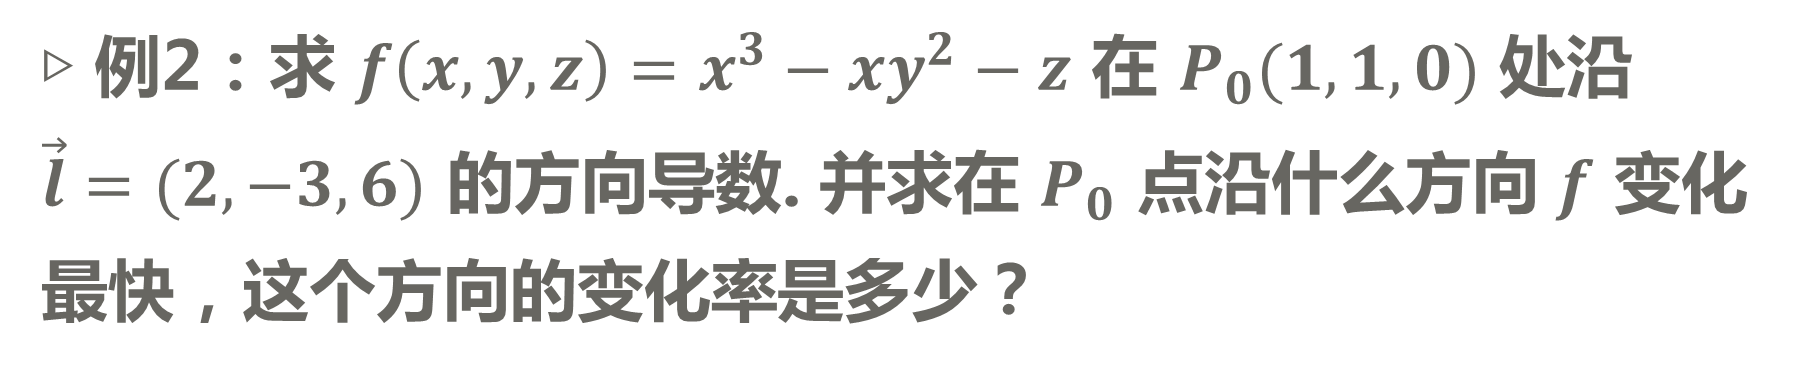 ▷ 例2：求 f(x, y, z) = x³ − xy² − z 在 P₀(1, 1, 0) 处沿
l⃗ = (2, −3, 6) 的方向导数. 并求在 P₀ 点沿什么方向 f 变化
最快，这个方向的变化率是多少？